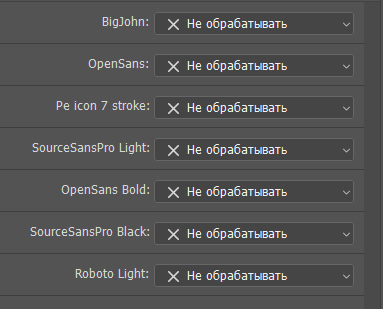 BigJohn: Не обрабатывать
OpenSans: Не обрабатывать
Pe icon 7 stroke: Не обрабатывать
SourceSansPro Light: Не обрабатывать
OpenSans Bold: Не обрабатывать
SourceSansPro Black: Не обрабатывать
Roboto Light: Не обрабатывать